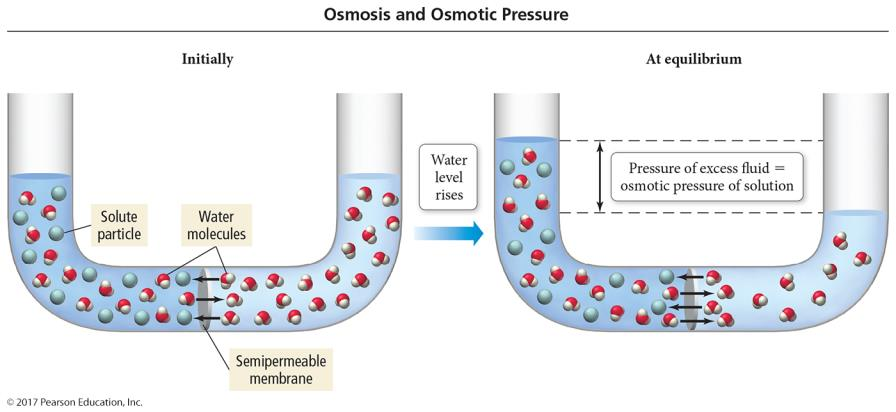 Osmosis and Osmotic Pressure
Initially
At equilibrium
Water
level
rises
Pressure of excess fluid =
osmotic pressure of solution
Solute
particle
Water
molecules
Semipermeable
membrane
© 2017 Pearson Education, Inc.